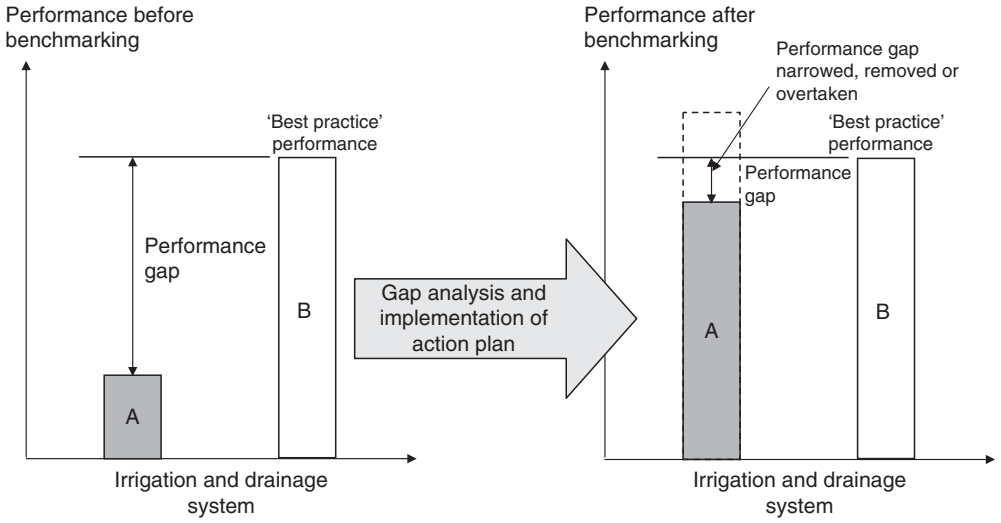 Performance before
benchmarking
'Best practice'
performance
Performance
gap
B
A
Irrigation and drainage
system
Gap analysis and
implementation of
action plan
Performance after
benchmarking
Performance gap
narrowed, removed or
overtaken
'Best practice'
performance
Performance
gap
A
B
Irrigation and drainage
system